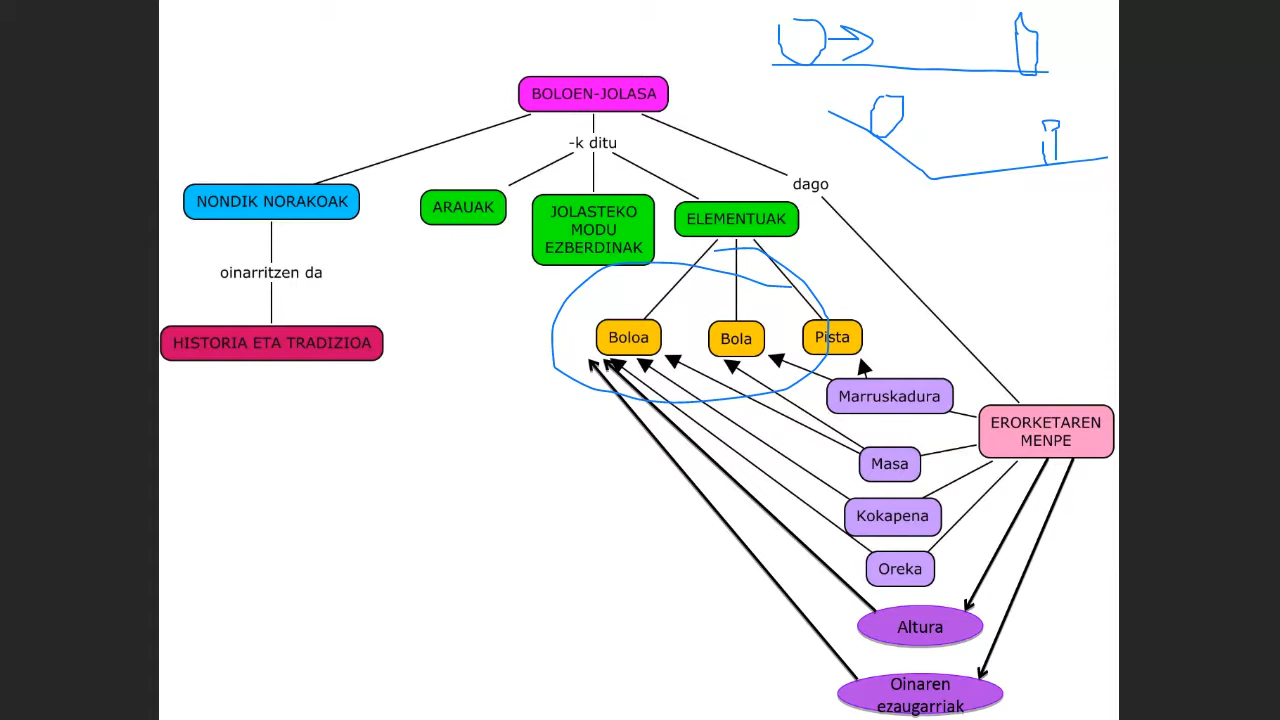 BOLOEN-JOLASA
-k ditu
dago
NONDIK NORAKOAK
ARAUAK
JOLASTEKO
MODU
EZBERDINAK
ELEMENTUAK
oinarritzen da
HISTORIA ETA TRADIZIOA
Boloa
Bola
Pista
Marruskadura
ERORKETAREN
MENPE
Masa
Kokapena
Oreka
Altura
Oinaren
ezaugarriak